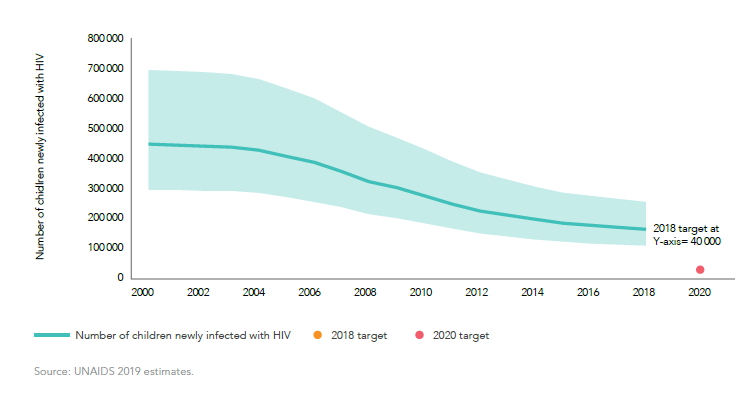 800 000
700 000
600 000
500 000
400 000
300 000
200 000
100 000
0
Number of chidlren newly infected with HIV
2018 target at
Y-axis= 40 000
2000 2002 2004 2006 2008 2010 2012 2014 2016 2018 2020
Number of children newly infected with HIV 2018 target 2020 target
Source: UNAIDS 2019 estimates.